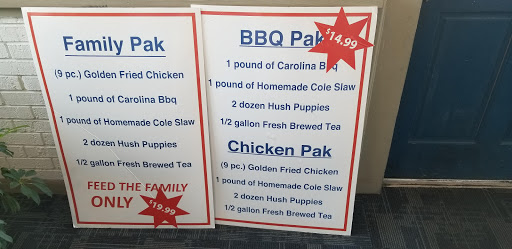 Family Pak
(9 pc.) Golden Fried Chicken
1 pound of Carolina Bbq
1 pound of Homemade Cole Slaw
2 dozen Hush Puppies
1/2 gallon Fresh Brewed Tea
FEED THE FAMILY
ONLY $19.99
BBQ Pak $14.99
1 pound of Carolina Bbq
1 pound of Homemade Cole Slaw
2 dozen Hush Puppies
1/2 gallon Fresh Brewed Tea
Chicken Pak
(9 pc.) Golden Fried Chicken
1 pound of Homemade Cole Slaw
2 dozen Hush Puppies
1/2 gallon Fresh Brewed Tea